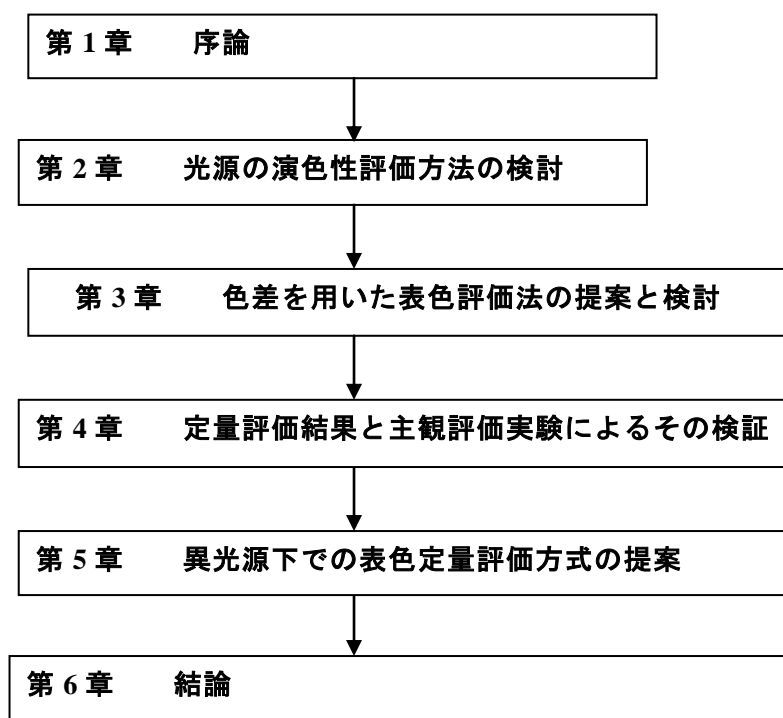 第 1 章　　序論
第 2 章　　光源の演色性評価方法の検討
第 3 章　　色差を用いた表色評価法の提案と検討
第 4 章　　定量評価結果と主観評価実験によるその検証
第 5 章　　異光源下での表色定量評価方式の提案
第 6 章　　結論